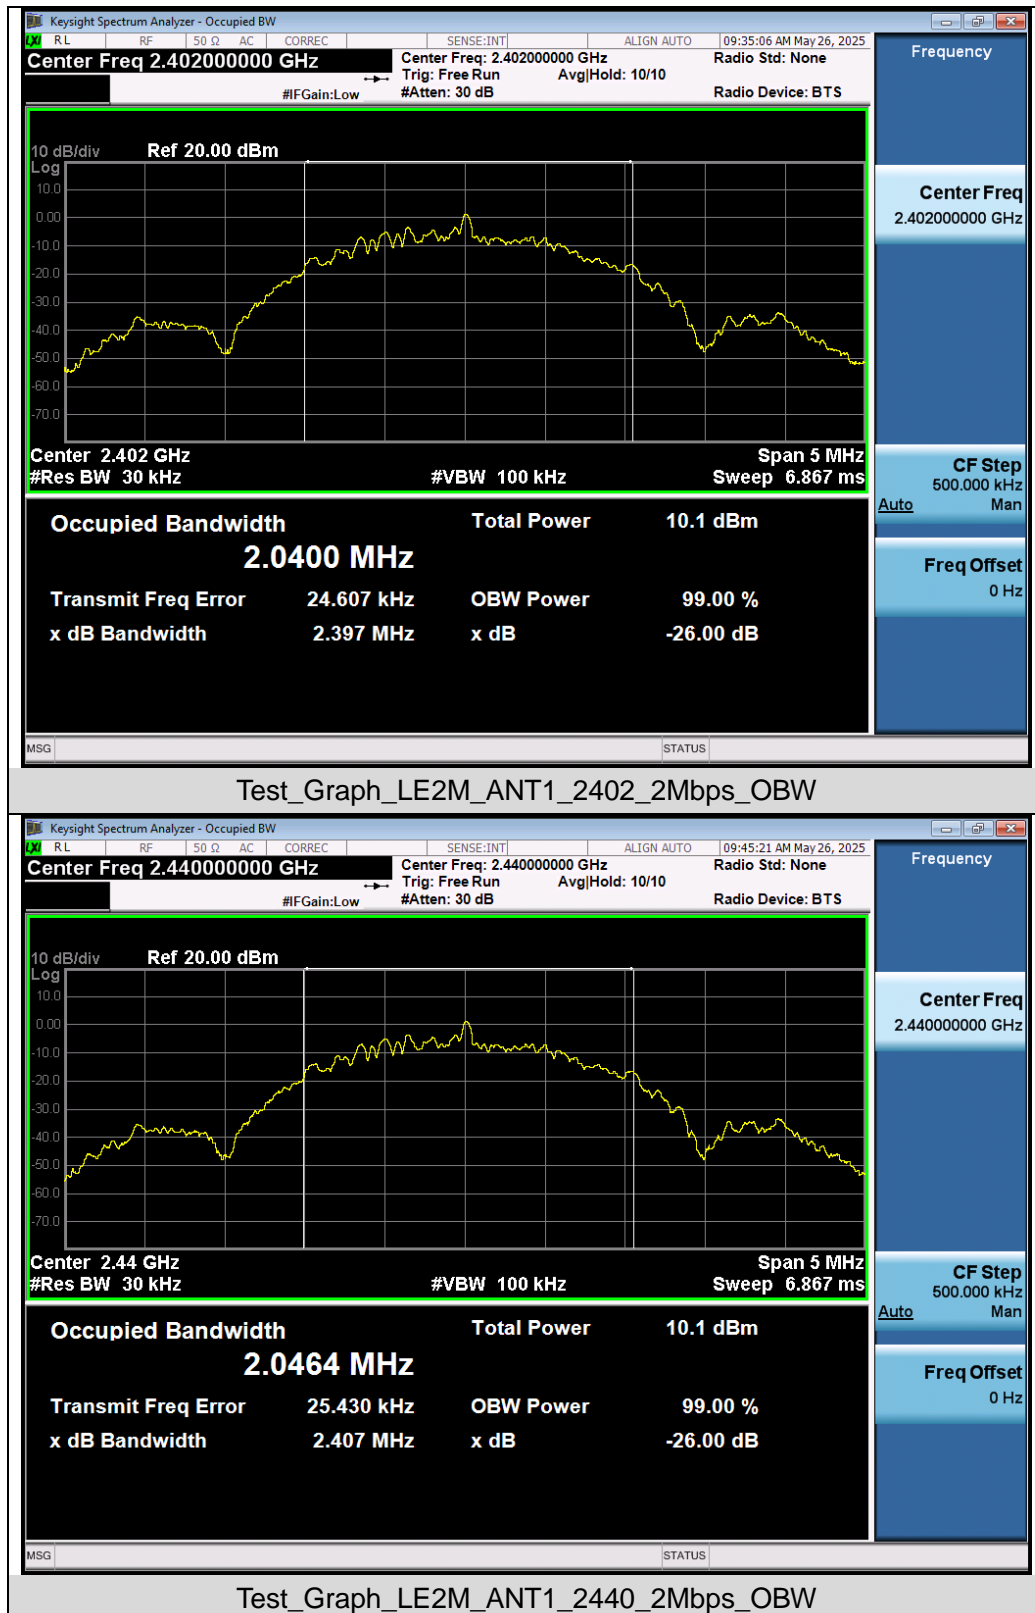 Keysight Spectrum Analyzer - Occupied BW
LXI RL RF 50 Ω AC CORREC SENSE:INT ALIGN AUTO 09:35:06 AM May 26, 2025
Center Freq 2.402000000 GHz Center Freq: 2.402000000 GHz Radio Std: None Frequency
Trig: Free Run Avg|Hold: 10/10
#IFGain:Low #Atten: 30 dB Radio Device: BTS
10 dB/div Ref 20.00 dBm
Log
10.0
0.00
-10.0
-20.0
-30.0
-40.0
-50.0
-60.0
-70.0
Center Freq
2.402000000 GHz
Center 2.402 GHz Span 5 MHz
#Res BW 30 kHz #VBW 100 kHz Sweep 6.867 ms
CF Step
500.000 kHz
Auto Man
Occupied Bandwidth Total Power 10.1 dBm
2.0400 MHz
Transmit Freq Error 24.607 kHz OBW Power 99.00 %
x dB Bandwidth 2.397 MHz x dB -26.00 dB
Freq Offset
0 Hz
MSG STATUS
Test_Graph_LE2M_ANT1_2402_2Mbps_OBW
Keysight Spectrum Analyzer - Occupied BW
LXI RL RF 50 Ω AC CORREC SENSE:INT ALIGN AUTO 09:45:21 AM May 26, 2025
Center Freq 2.440000000 GHz Center Freq: 2.440000000 GHz Radio Std: None Frequency
Trig: Free Run Avg|Hold: 10/10
#IFGain:Low #Atten: 30 dB Radio Device: BTS
10 dB/div Ref 20.00 dBm
Log
10.0
0.00
-10.0
-20.0
-30.0
-40.0
-50.0
-60.0
-70.0
Center Freq
2.440000000 GHz
Center 2.44 GHz Span 5 MHz
#Res BW 30 kHz #VBW 100 kHz Sweep 6.867 ms
CF Step
500.000 kHz
Auto Man
Occupied Bandwidth Total Power 10.1 dBm
2.0464 MHz
Transmit Freq Error 25.430 kHz OBW Power 99.00 %
x dB Bandwidth 2.407 MHz x dB -26.00 dB
Freq Offset
0 Hz
MSG STATUS
Test_Graph_LE2M_ANT1_2440_2Mbps_OBW